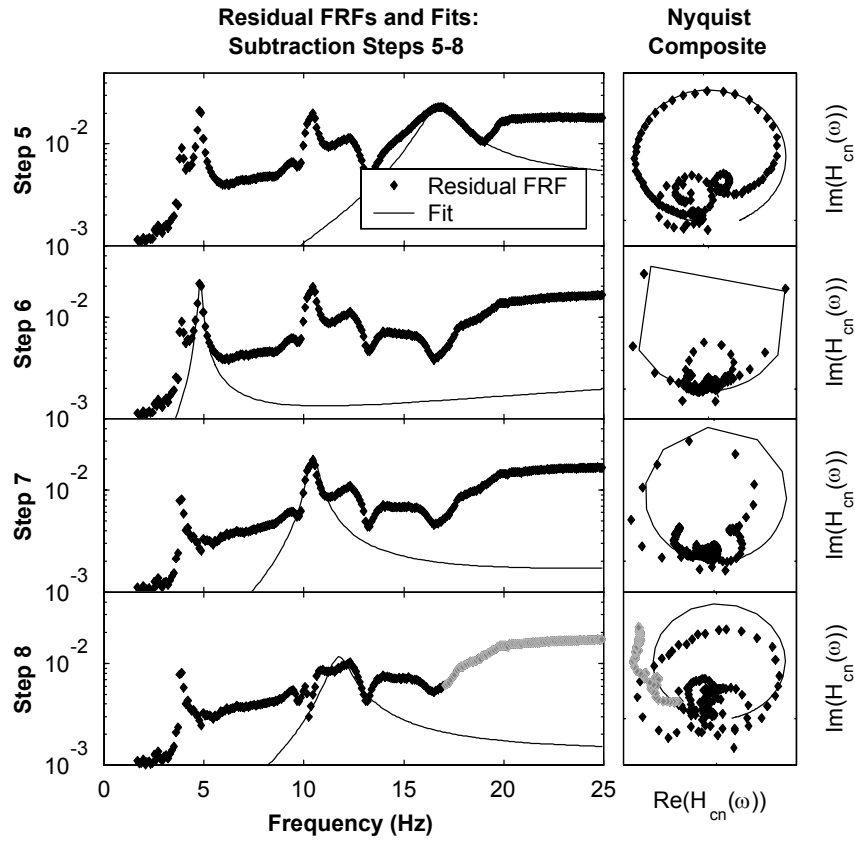 Residual FRFs and Fits:
Subtraction Steps 5-8
Nyquist
Composite
Step 5
10^-2
10^-3
Residual FRF
Fit
Im(H_cn(ω))
Step 6
10^-2
10^-3
Im(H_cn(ω))
Step 7
10^-2
10^-3
Im(H_cn(ω))
Step 8
10^-2
10^-3
Im(H_cn(ω))
0 5 10 15 20 25
Frequency (Hz)
Re(H_cn(ω))